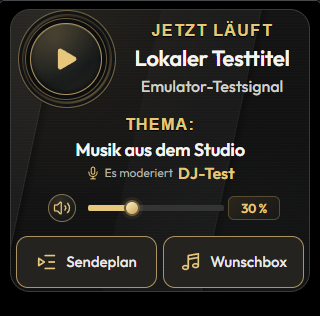 JETZT LÄUFT
Lokaler Testtitel
Emulator-Testsignal
THEMA:
Musik aus dem Studio
Es moderiert DJ-Test
30 %
Sendeplan
Wunschbox